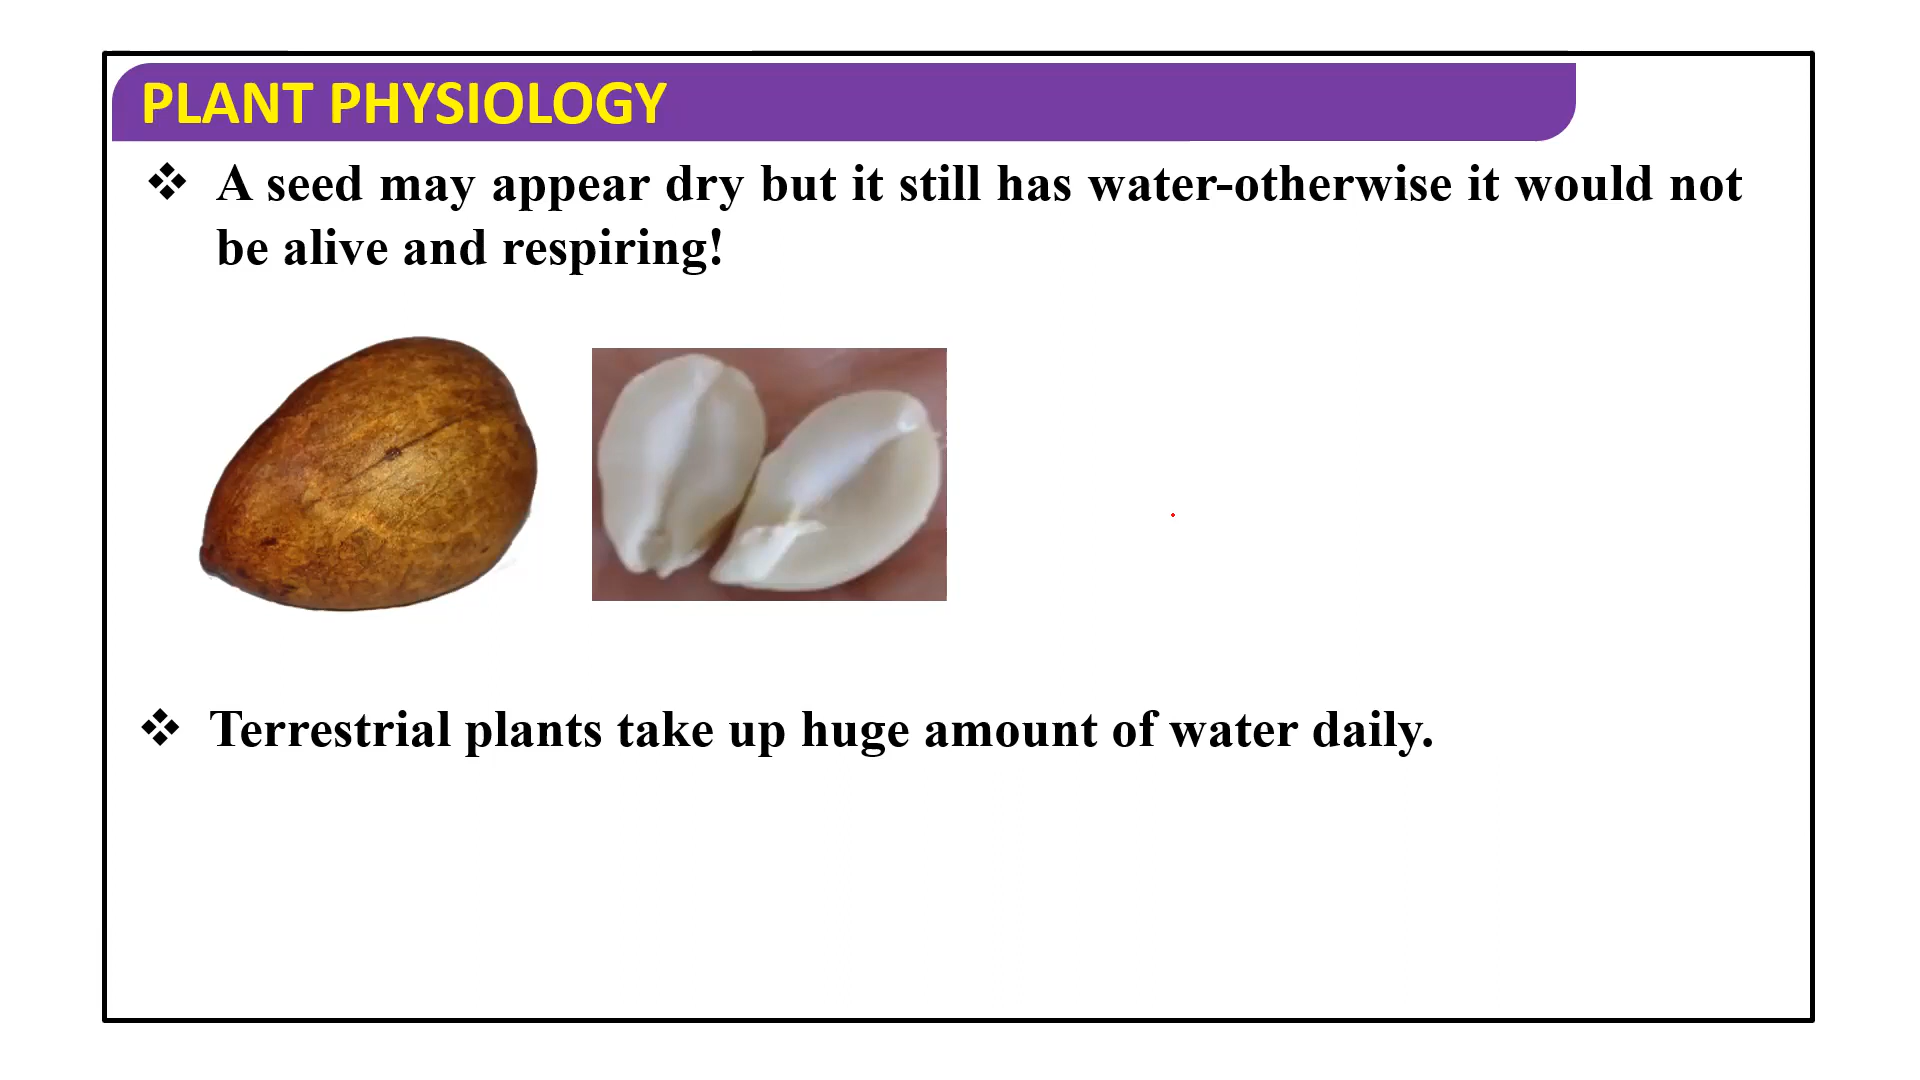 PLANT PHYSIOLOGY
❖ A seed may appear dry but it still has water-otherwise it would not
be alive and respiring!
❖ Terrestrial plants take up huge amount of water daily.